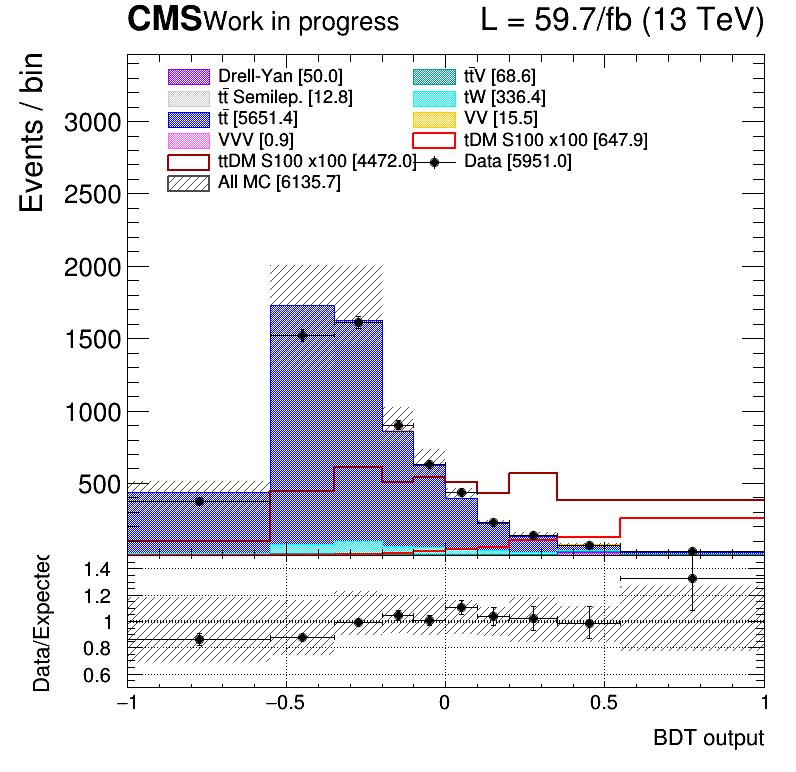 CMS Work in progress L = 59.7/fb (13 TeV)
Events / bin
Drell-Yan [50.0] tt̄V [68.6]
tt̄ Semilep. [12.8] tW [336.4]
tt̄ [5651.4] VV [15.5]
VVV [0.9] tDM S100 x100 [647.9]
ttDM S100 x100 [4472.0] Data [5951.0]
All MC [6135.7]
3000
2500
2000
1500
1000
500
Data/Expected
1.4
1.2
1
0.8
0.6
−1 −0.5 0 0.5 1
BDT output